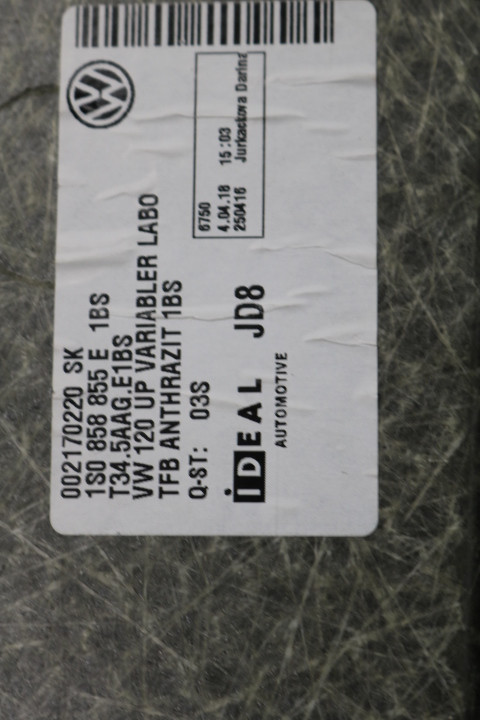 002170220 SK
1S0 858 855 E 1BS
T34.5AAG.E1BS
VW 120 UP VARIABLER LABO
TFB ANTHRAZIT 1BS
Q-ST: 03S
iDEAL JD8
AUTOMOTIVE
6750
4.04.18 15:03
250416 Jurkackova Darina